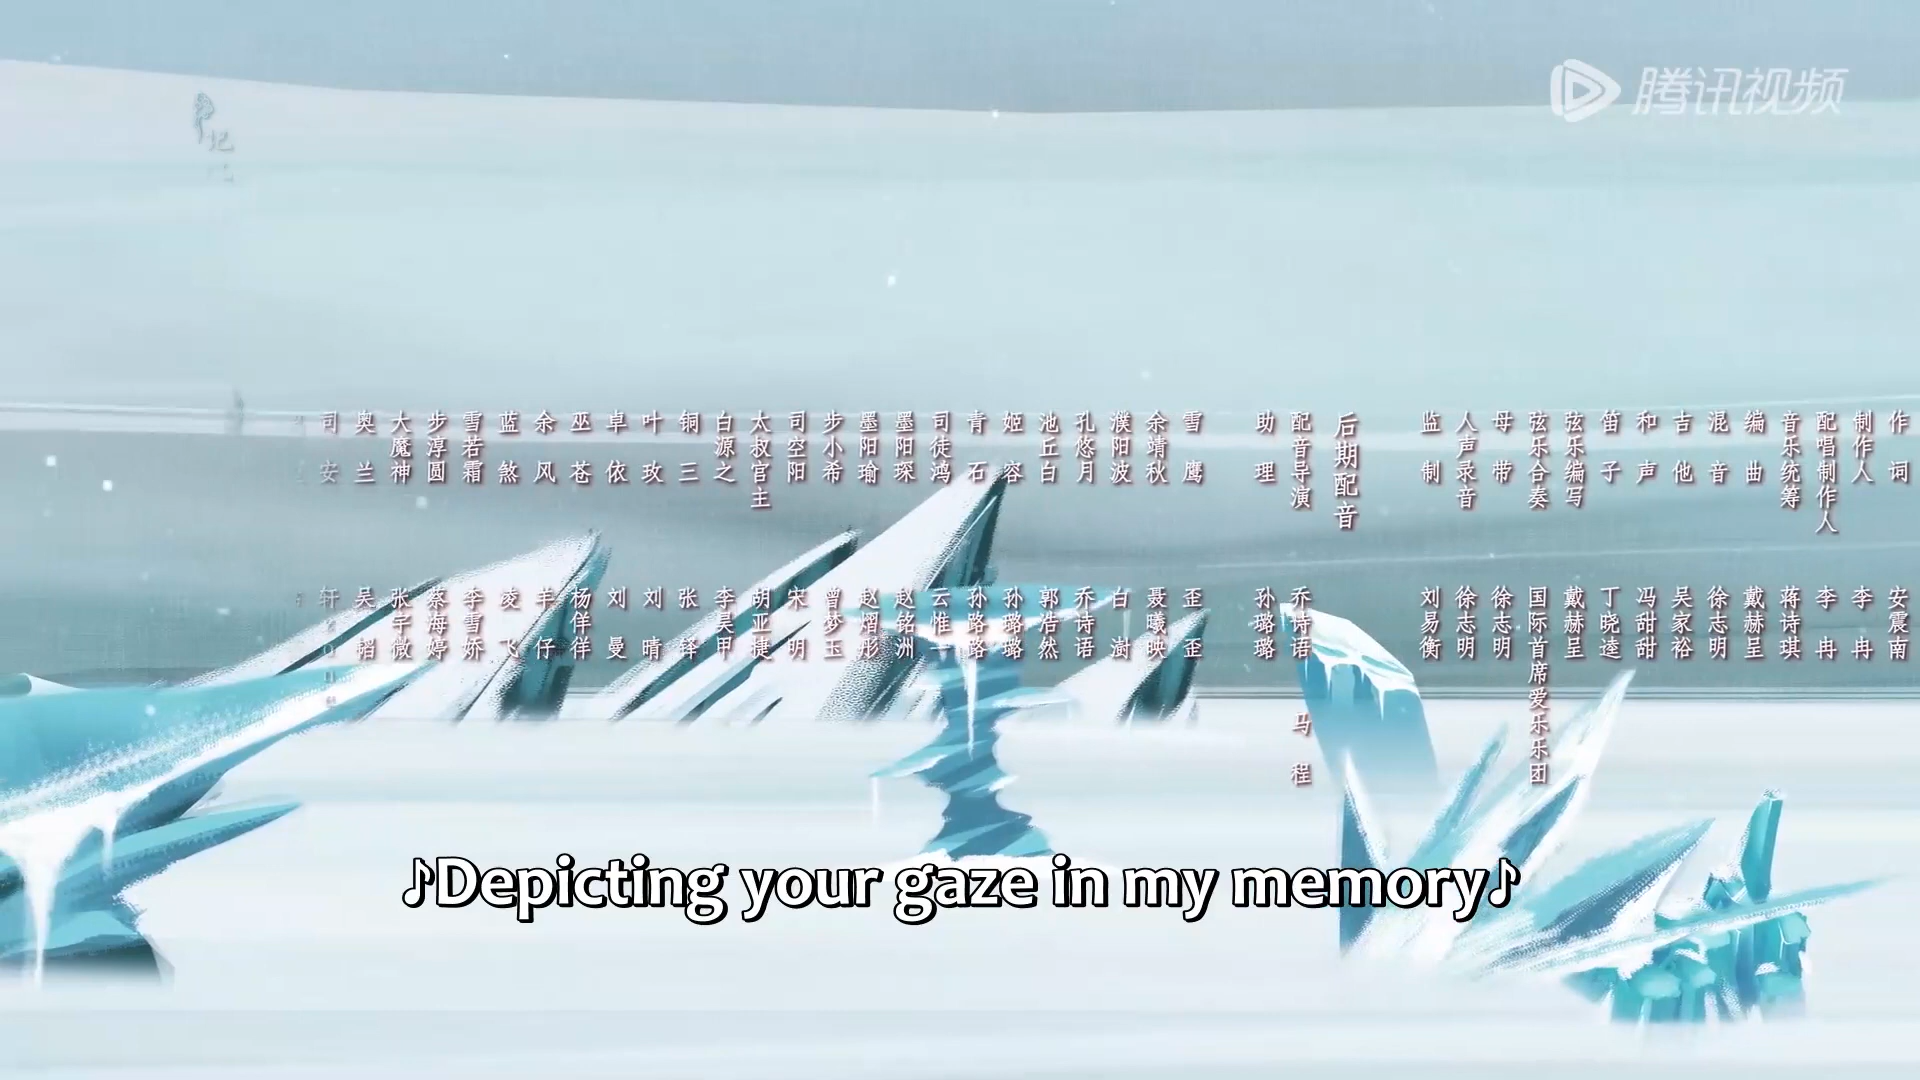 腾讯视频
作词 安震南
制作人 李冉
配唱制作人 李冉
音乐统筹 蒋诗琪
编曲 戴赫呈
混音 徐志明
吉他 吴家裕
和声 冯甜甜
笛子 丁晓逵
弦乐编写 戴赫呈
弦乐合奏 国际首席爱乐乐团
人声录音 徐志明
母带 徐志明
监制 刘易衡
后期配音
配音导演 乔诗语 马程
助理 孙璐璐
雪鹰 歪歪
余靖秋 聂曦映
濮阳波 白澍
孔悠月 乔诗语
池丘白 郭浩然
姬容 孙璐璐
青石 孙路路
司徒鸿 云惟一
墨阳琛 赵铭洲
墨阳瑜 赵熠彤
步小希 曾梦玉
司空阳 宋明
太叔宫主 胡亚捷
白源之 李昊甲
铜三 张铎
叶玫 刘晴
卓依 刘曼
巫苍 杨佯徉
余风 羊仔
蓝煞 凌飞
雪若霜 李雪娇
步淳圆 蔡海婷
大魔神 张宇微
奥兰 吴韬
司安 轩
♪Depicting your gaze in my memory♪